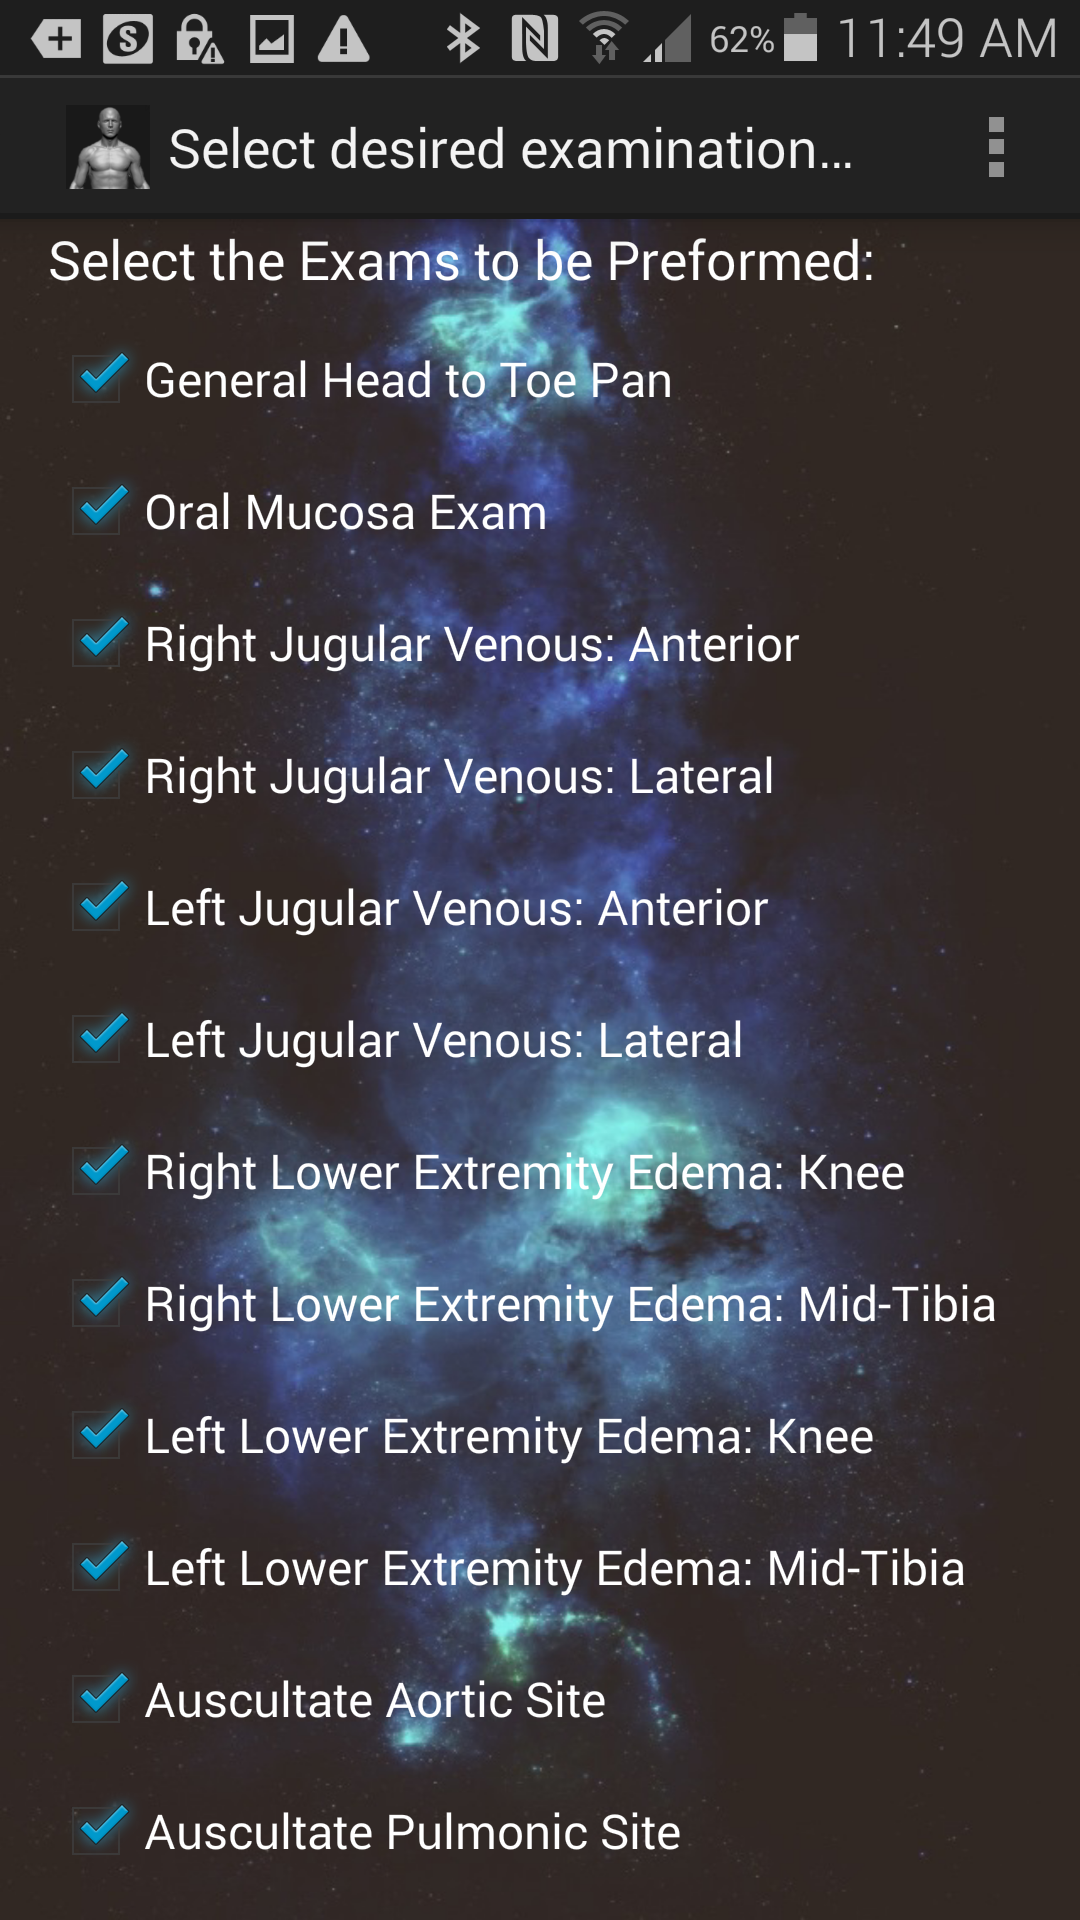 62% 11:49 AM
Select desired examination...
Select the Exams to be Preformed:
General Head to Toe Pan
Oral Mucosa Exam
Right Jugular Venous: Anterior
Right Jugular Venous: Lateral
Left Jugular Venous: Anterior
Left Jugular Venous: Lateral
Right Lower Extremity Edema: Knee
Right Lower Extremity Edema: Mid-Tibia
Left Lower Extremity Edema: Knee
Left Lower Extremity Edema: Mid-Tibia
Auscultate Aortic Site
Auscultate Pulmonic Site